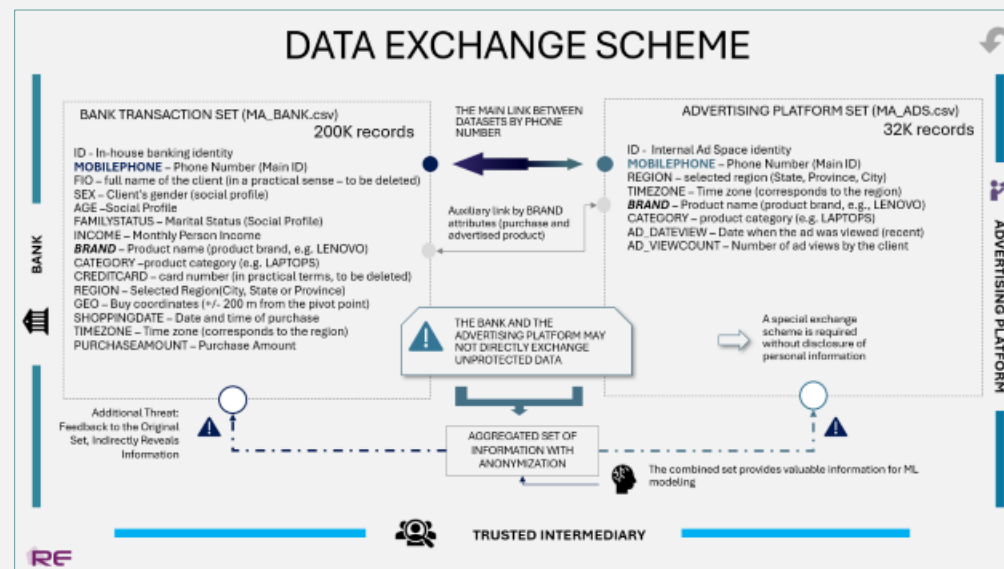 DATA EXCHANGE SCHEME
BANK TRANSACTION SET (MA_BANK.csv)
200K records
ID - In-house banking identity
MOBILEPHONE – Phone Number (Main ID)
FIO – full name of the client (in a practical sense – to be deleted)
SEX – Client's gender (social profile)
AGE –Social Profile
FAMILYSTATUS – Marital Status (Social Profile)
INCOME – Monthly Person Income
BRAND – Product name (product brand, e.g. LENOVO)
CATEGORY –product category (e.g. LAPTOPS)
CREDITCARD – card number (in practical terms, to be deleted)
REGION – Selected Region(City, State or Province)
GEO – Buy coordinates (+/- 200 m from the pivot point)
SHOPPINGDATE – Date and time of purchase
TIMEZONE – Time zone (corresponds to the region)
PURCHASEAMOUNT – Purchase Amount
THE MAIN LINK BETWEEN
DATASETS BY PHONE
NUMBER
Auxiliary link by BRAND
attributes (purchase and
advertised product)
ADVERTISING PLATFORM SET (MA_ADS.csv)
32K records
ID - Internal Ad Space identity
MOBILEPHONE – Phone Number (Main ID)
REGION – selected region (State, Province, City)
TIMEZONE – Time zone (corresponds to the region)
BRAND – Product name (product brand, e.g., LENOVO)
CATEGORY – product category (e.g. LAPTOPS)
AD_DATEVIEW – Date when the ad was viewed (recent)
AD_VIEWCOUNT – Number of ad views by the client
BANK
ADVERTISING PLATFORM
THE BANK AND THE
ADVERTISING PLATFORM MAY
NOT DIRECTLY EXCHANGE
UNPROTECTED DATA
A special exchange
scheme is required
without disclosure of
personal information
Additional Threat:
Feedback to the Original
Set, Indirectly Reveals
Information
AGGREGATED SET OF
INFORMATION WITH
ANONYMIZATION
The combined set provides valuable information for ML
modeling
TRUSTED INTERMEDIARY
RE